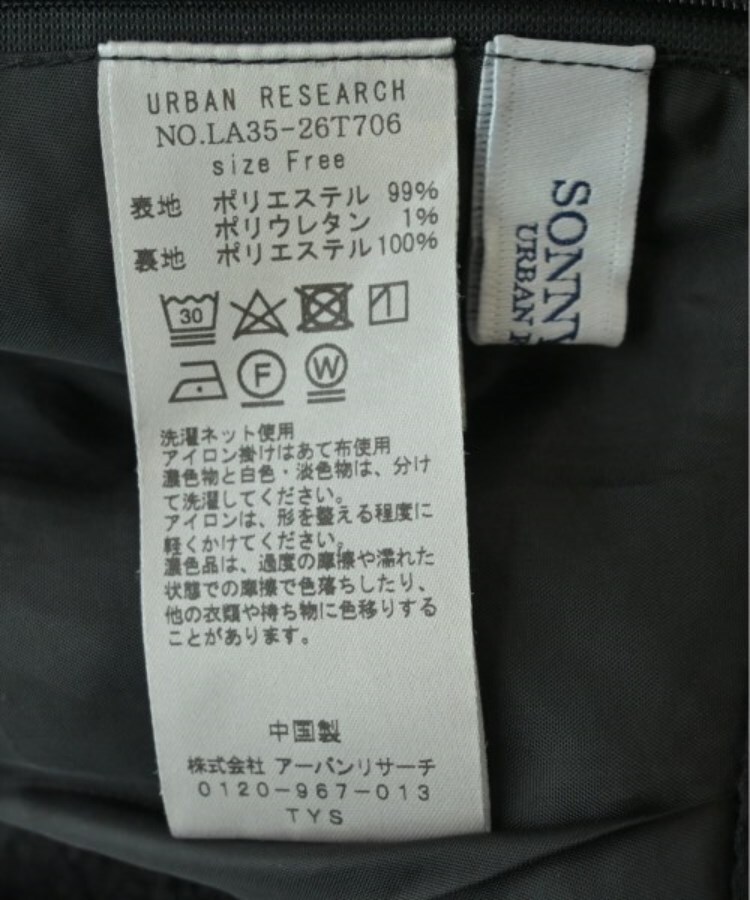 URBAN RESEARCH
NO.LA35-26T706
size Free
表地 ポリエステル 99%
ポリウレタン 1%
裏地 ポリエステル 100%
30
F W
洗濯ネット使用
アイロン掛けはあて布使用
濃色物と白色・淡色物は、分け
て洗濯してください。
アイロンは、形を整える程度に
軽くかけてください。
濃色品は、過度の摩擦や濡れた
状態での摩擦で色落ちしたり、
他の衣類や持ち物に色移りする
ことがあります。
中国製
株式会社 アーバンリサーチ
0120-967-013
TYS
SONNY
URBAN